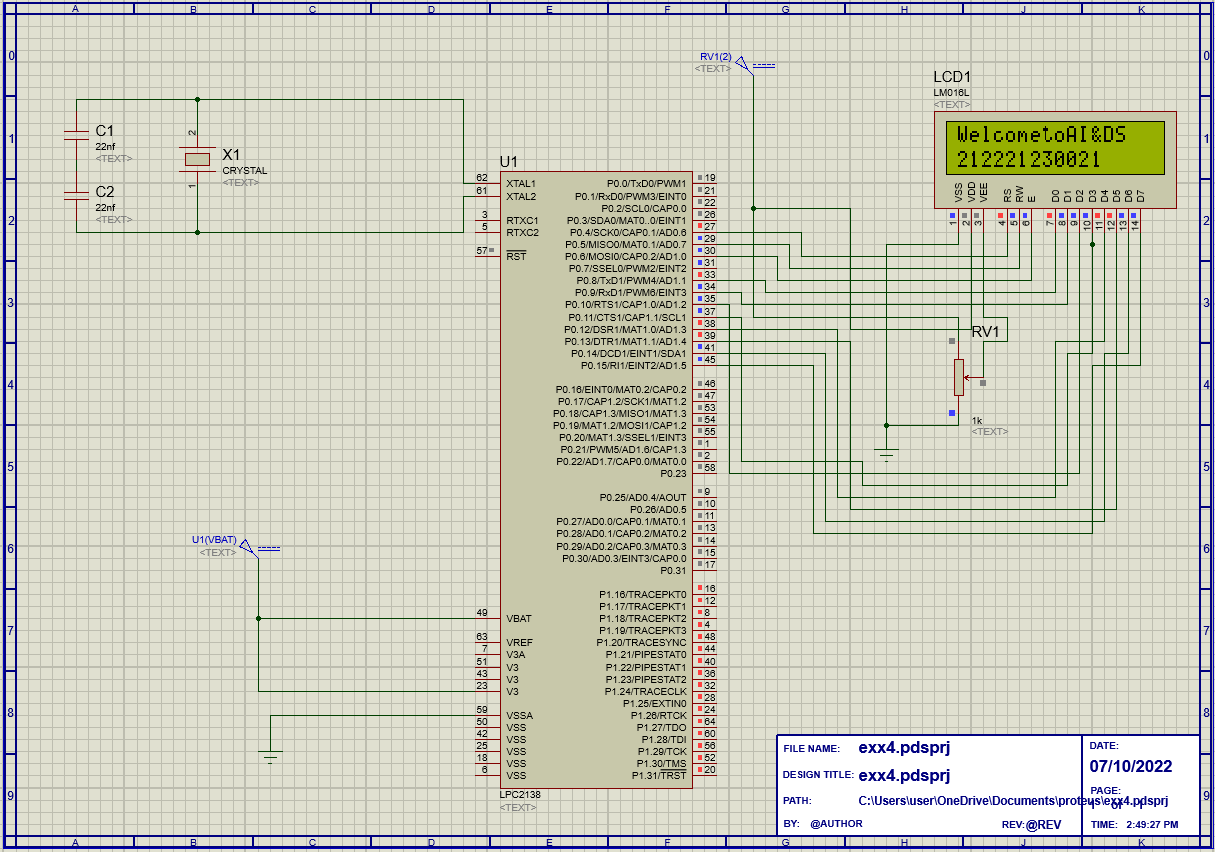 A B C D E F G H J K
0 0
1 1
2 2
3 3
4 4
5 5
6 6
7 7
8 8
9 9
RV1(2)
<TEXT>
LCD1
LM016L
<TEXT>
WelcometoAI&DS
212221230021
VSS VDD VEE RS RW E D0 D1 D2 D3 D4 D5 D6 D7
1 2 3 4 5 6 7 8 9 10 11 12 13 14
C1
22nf
<TEXT>
C2
22nf
<TEXT>
2
X1
CRYSTAL
<TEXT>
1
U1
62 XTAL1
61 XTAL2
3 RTXC1
5 RTXC2
57 RST
49 VBAT
63 VREF
7 V3A
51 V3
43 V3
23 V3
59 VSSA
50 VSS
42 VSS
25 VSS
18 VSS
6 VSS
P0.0/TxD0/PWM1 19
P0.1/RxD0/PWM3/EINT0 21
P0.2/SCL0/CAP0.0 22
P0.3/SDA0/MAT0..0/EINT1 26
P0.4/SCK0/CAP0.1/AD0.6 27
P0.5/MISO0/MAT0.1/AD0.7 29
P0.6/MOSI0/CAP0.2/AD1.0 30
P0.7/SSEL0/PWM2/EINT2 31
P0.8/TxD1/PWM4/AD1.1 33
P0.9/RxD1/PWM6/EINT3 34
P0.10/RTS1/CAP1.0/AD1.2 35
P0.11/CTS1/CAP1.1/SCL1 37
P0.12/DSR1/MAT1.0/AD1.3 38
P0.13/DTR1/MAT1.1/AD1.4 39
P0.14/DCD1/EINT1/SDA1 41
P0.15/RI1/EINT2/AD1.5 45
P0.16/EINT0/MAT0.2/CAP0.2 46
P0.17/CAP1.2/SCK1/MAT1.2 47
P0.18/CAP1.3/MISO1/MAT1.3 53
P0.19/MAT1.2/MOSI1/CAP1.2 54
P0.20/MAT1.3/SSEL1/EINT3 55
P0.21/PWM5/AD1.6/CAP1.3 1
P0.22/AD1.7/CAP0.0/MAT0.0 2
P0.23 58
P0.25/AD0.4/AOUT 9
P0.26/AD0.5 10
P0.27/AD0.0/CAP0.1/MAT0.1 11
P0.28/AD0.1/CAP0.2/MAT0.2 13
P0.29/AD0.2/CAP0.3/MAT0.3 14
P0.30/AD0.3/EINT3/CAP0.0 15
P0.31 17
P1.16/TRACEPKT0 16
P1.17/TRACEPKT1 12
P1.18/TRACEPKT2 8
P1.19/TRACEPKT3 4
P1.20/TRACESYNC 48
P1.21/PIPESTAT0 44
P1.22/PIPESTAT1 40
P1.23/PIPESTAT2 36
P1.24/TRACECLK 32
P1.25/EXTIN0 28
P1.26/RTCK 24
P1.27/TDO 64
P1.28/TDI 60
P1.29/TCK 56
P1.30/TMS 52
P1.31/TRST 20
LPC2138
<TEXT>
RV1
1k
<TEXT>
U1(VBAT)
<TEXT>
FILE NAME: exx4.pdsprj
DESIGN TITLE: exx4.pdsprj
PATH: C:\Users\user\OneDrive\Documents\proteus\exx4.pdsprj
BY: @AUTHOR REV:@REV
DATE:
07/10/2022
PAGE:
TIME: 2:49:27 PM
A B C D E F G H J K